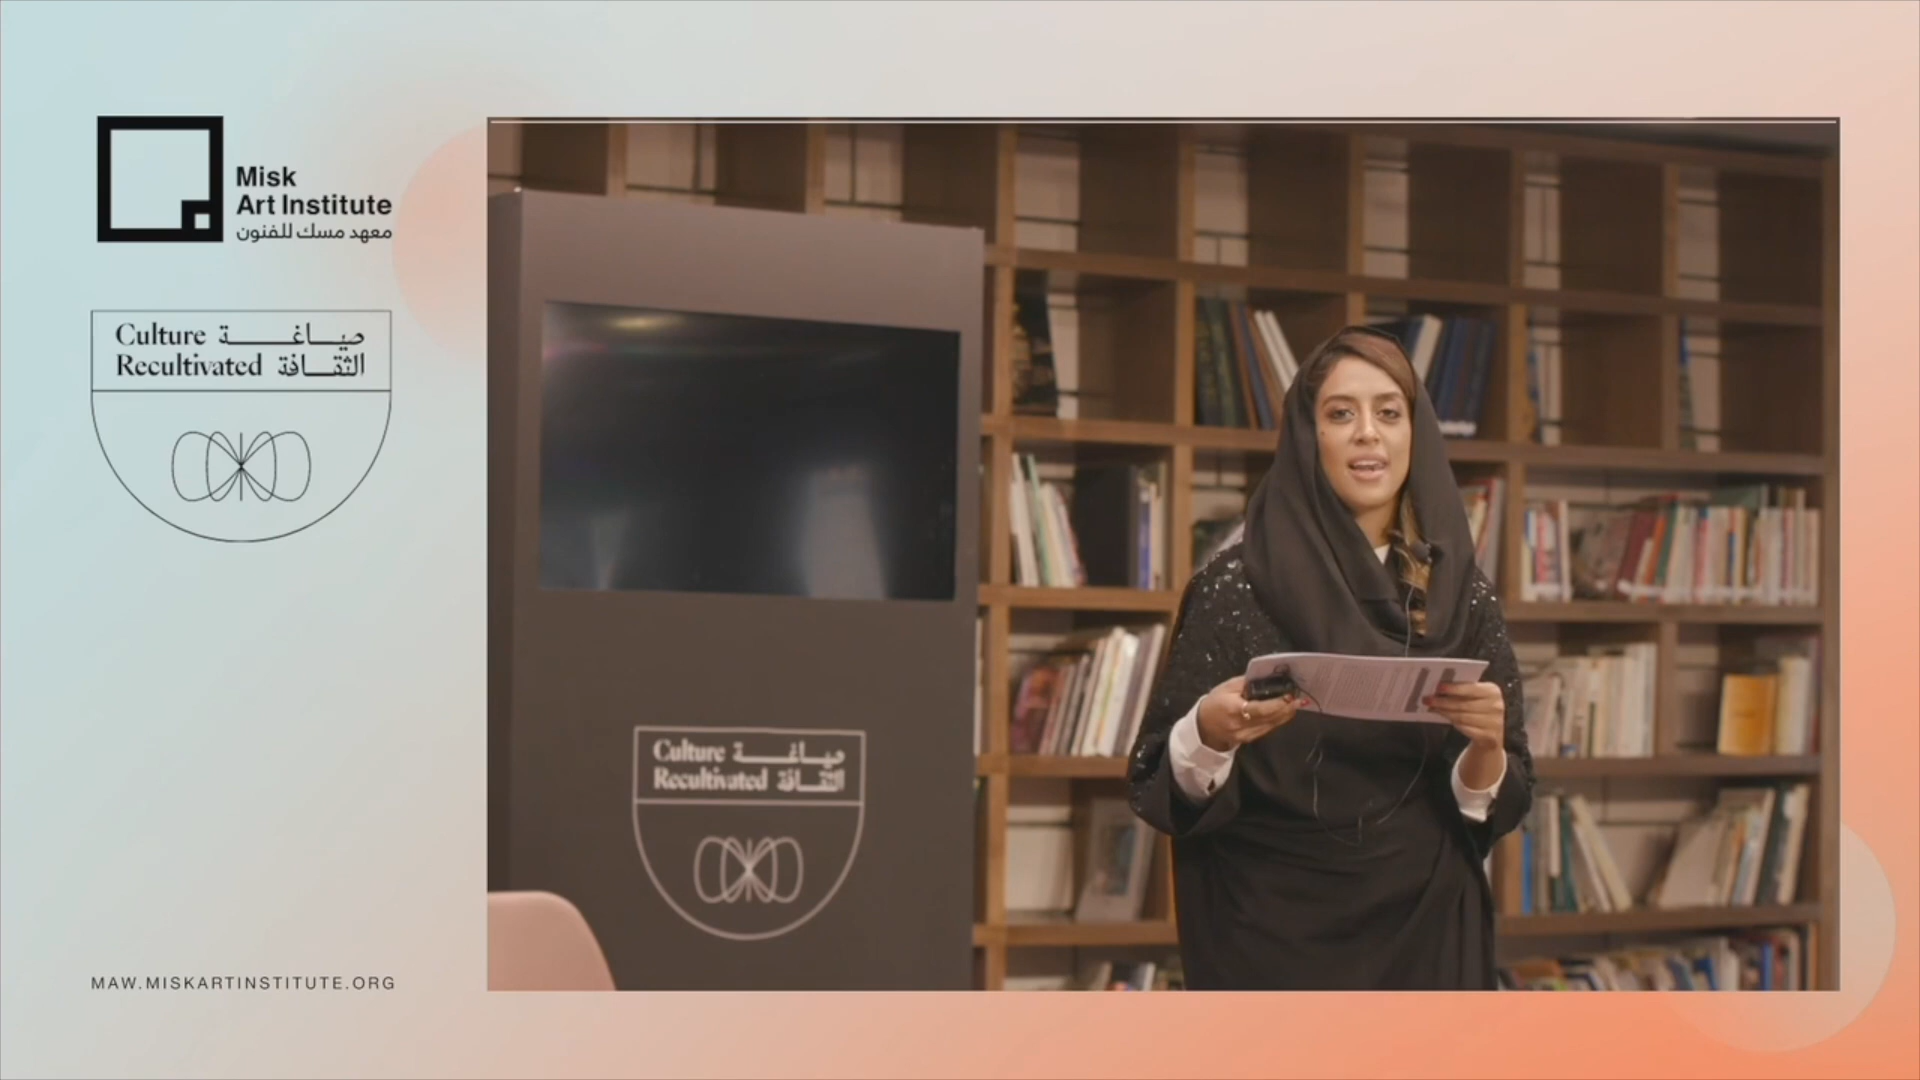 Misk
Art Institute
معهد مسك للفنون
Culture صياغة
Recultivated الثقافة
MAW.MISKARTINSTITUTE.ORG
Culture صياغة
Recultivated الثقافة